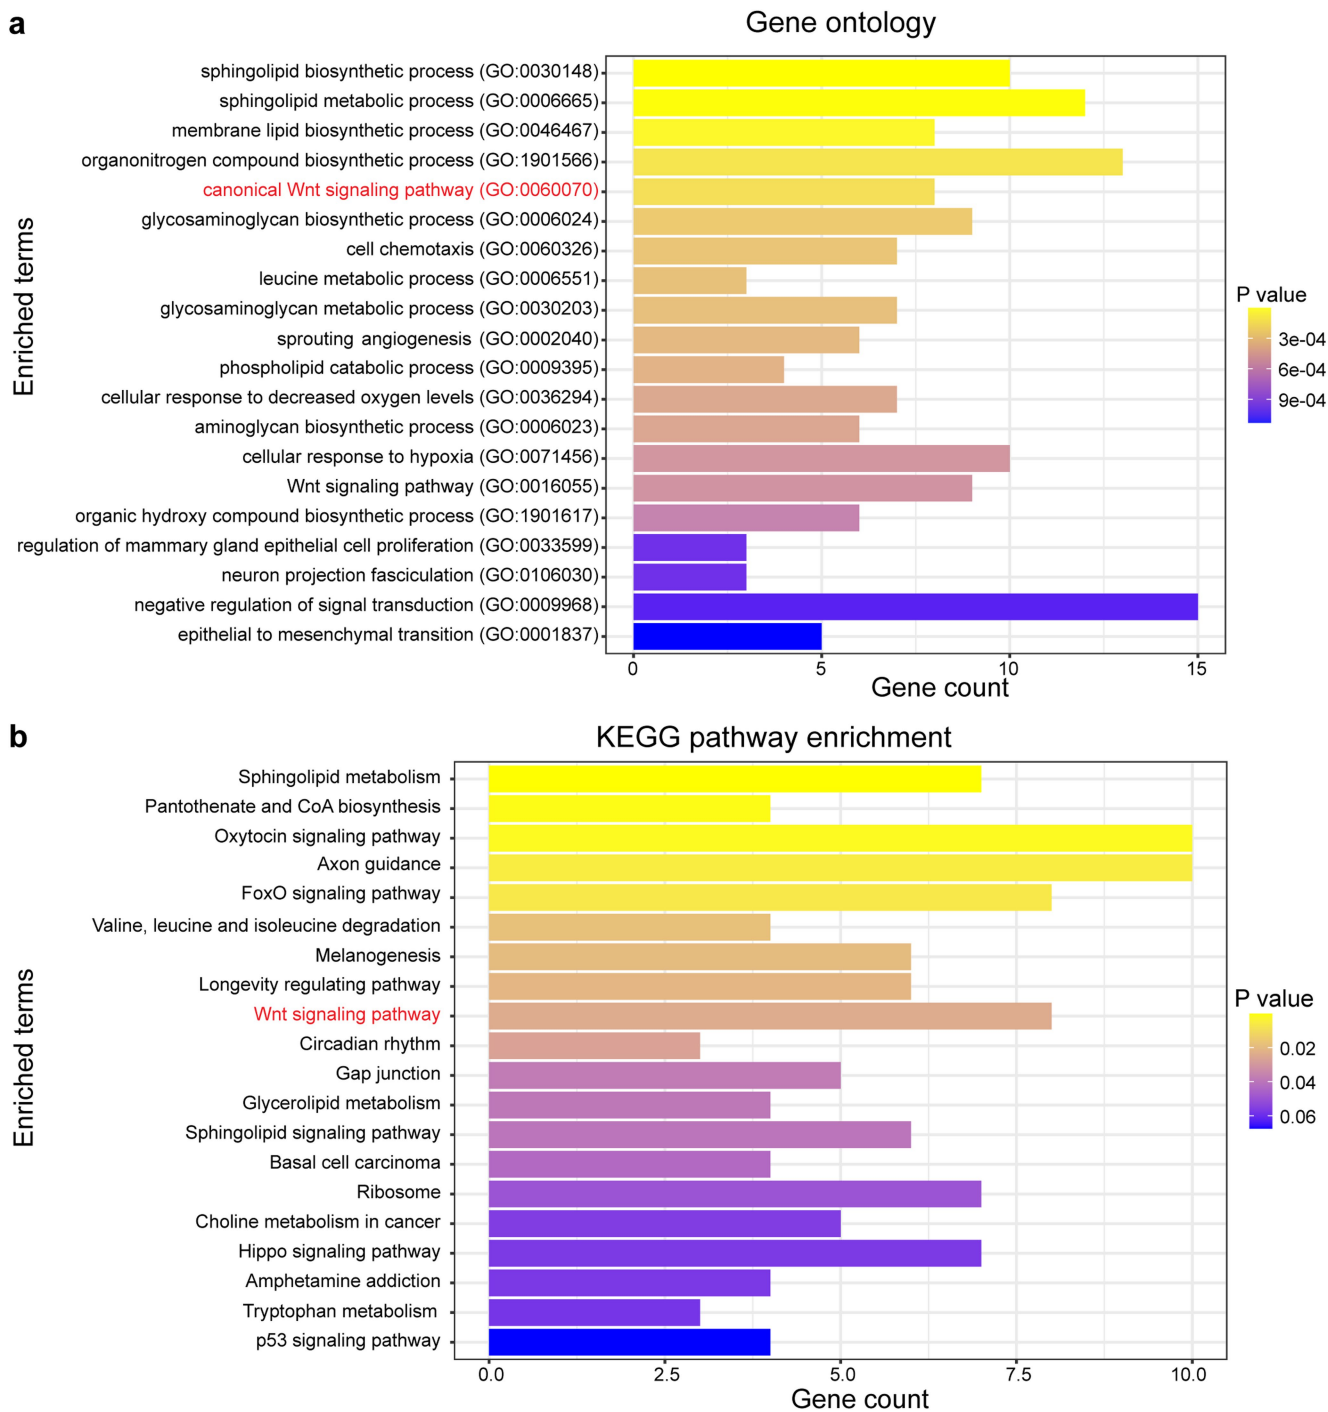 a
Gene ontology
Enriched terms
sphingolipid biosynthetic process (GO:0030148)
sphingolipid metabolic process (GO:0006665)
membrane lipid biosynthetic process (GO:0046467)
organonitrogen compound biosynthetic process (GO:1901566)
canonical Wnt signaling pathway (GO:0060070)
glycosaminoglycan biosynthetic process (GO:0006024)
cell chemotaxis (GO:0060326)
leucine metabolic process (GO:0006551)
glycosaminoglycan metabolic process (GO:0030203)
sprouting angiogenesis (GO:0002040)
phospholipid catabolic process (GO:0009395)
cellular response to decreased oxygen levels (GO:0036294)
aminoglycan biosynthetic process (GO:0006023)
cellular response to hypoxia (GO:0071456)
Wnt signaling pathway (GO:0016055)
organic hydroxy compound biosynthetic process (GO:1901617)
regulation of mammary gland epithelial cell proliferation (GO:0033599)
neuron projection fasciculation (GO:0106030)
negative regulation of signal transduction (GO:0009968)
epithelial to mesenchymal transition (GO:0001837)
0 5 10 15
Gene count
P value
3e-04
6e-04
9e-04
b
KEGG pathway enrichment
Enriched terms
Sphingolipid metabolism
Pantothenate and CoA biosynthesis
Oxytocin signaling pathway
Axon guidance
FoxO signaling pathway
Valine, leucine and isoleucine degradation
Melanogenesis
Longevity regulating pathway
Wnt signaling pathway
Circadian rhythm
Gap junction
Glycerolipid metabolism
Sphingolipid signaling pathway
Basal cell carcinoma
Ribosome
Choline metabolism in cancer
Hippo signaling pathway
Amphetamine addiction
Tryptophan metabolism
p53 signaling pathway
0.0 2.5 5.0 7.5 10.0
Gene count
P value
0.02
0.04
0.06